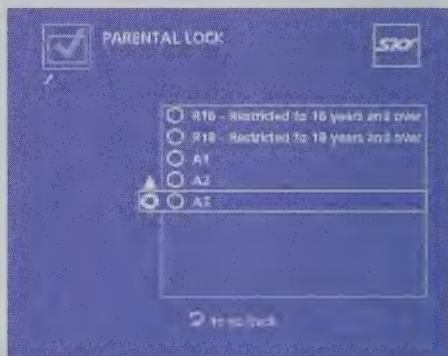 PARENTAL LOCK
SKY
R16 - Restricted to 16 years and over
R18 - Restricted to 18 years and over
A1
A2
A3
to go back